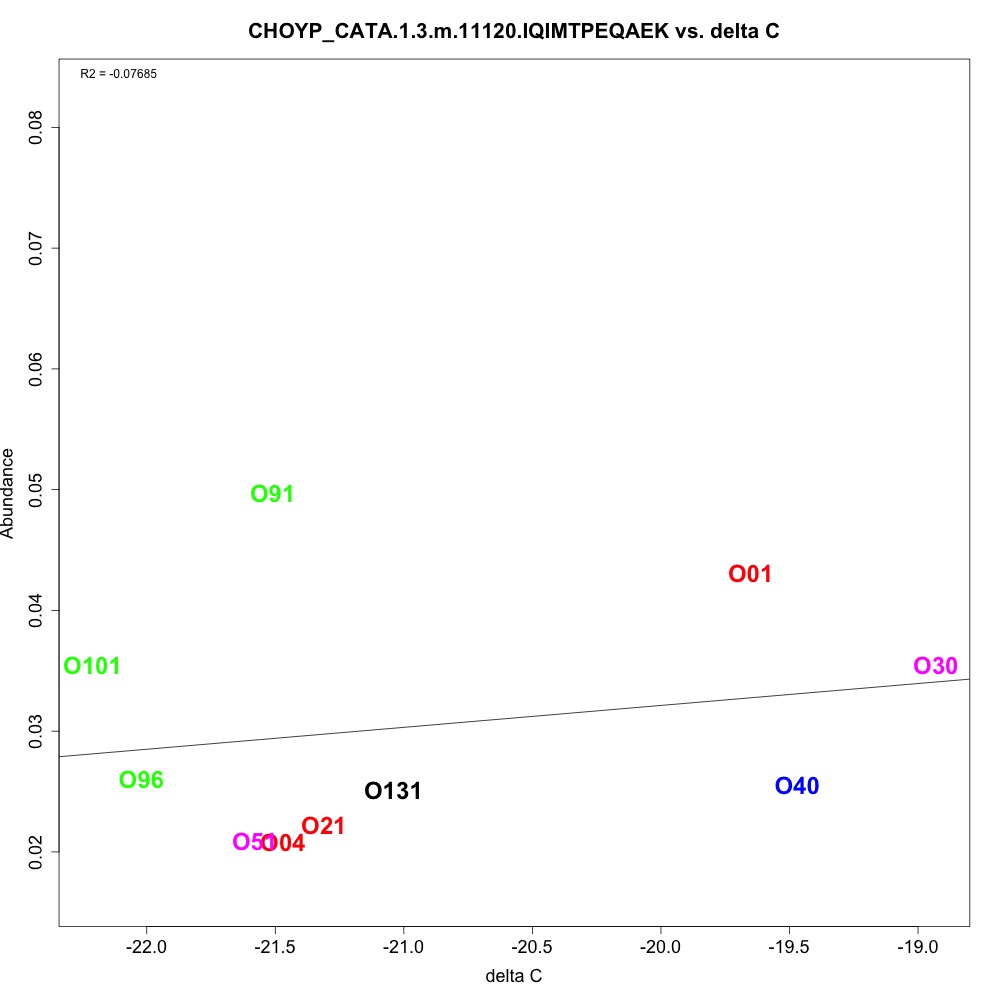 CHOYP_CATA.1.3.m.11120.IQIMTPEQAEK vs. delta C
R2 = -0.07685
0.08
0.07
0.06
0.05
0.04
0.03
0.02
Abundance
O91
O01
O101
O30
O96
O131
O40
O21
O51
O04
-22.0
-21.5
-21.0
-20.5
-20.0
-19.5
-19.0
delta C